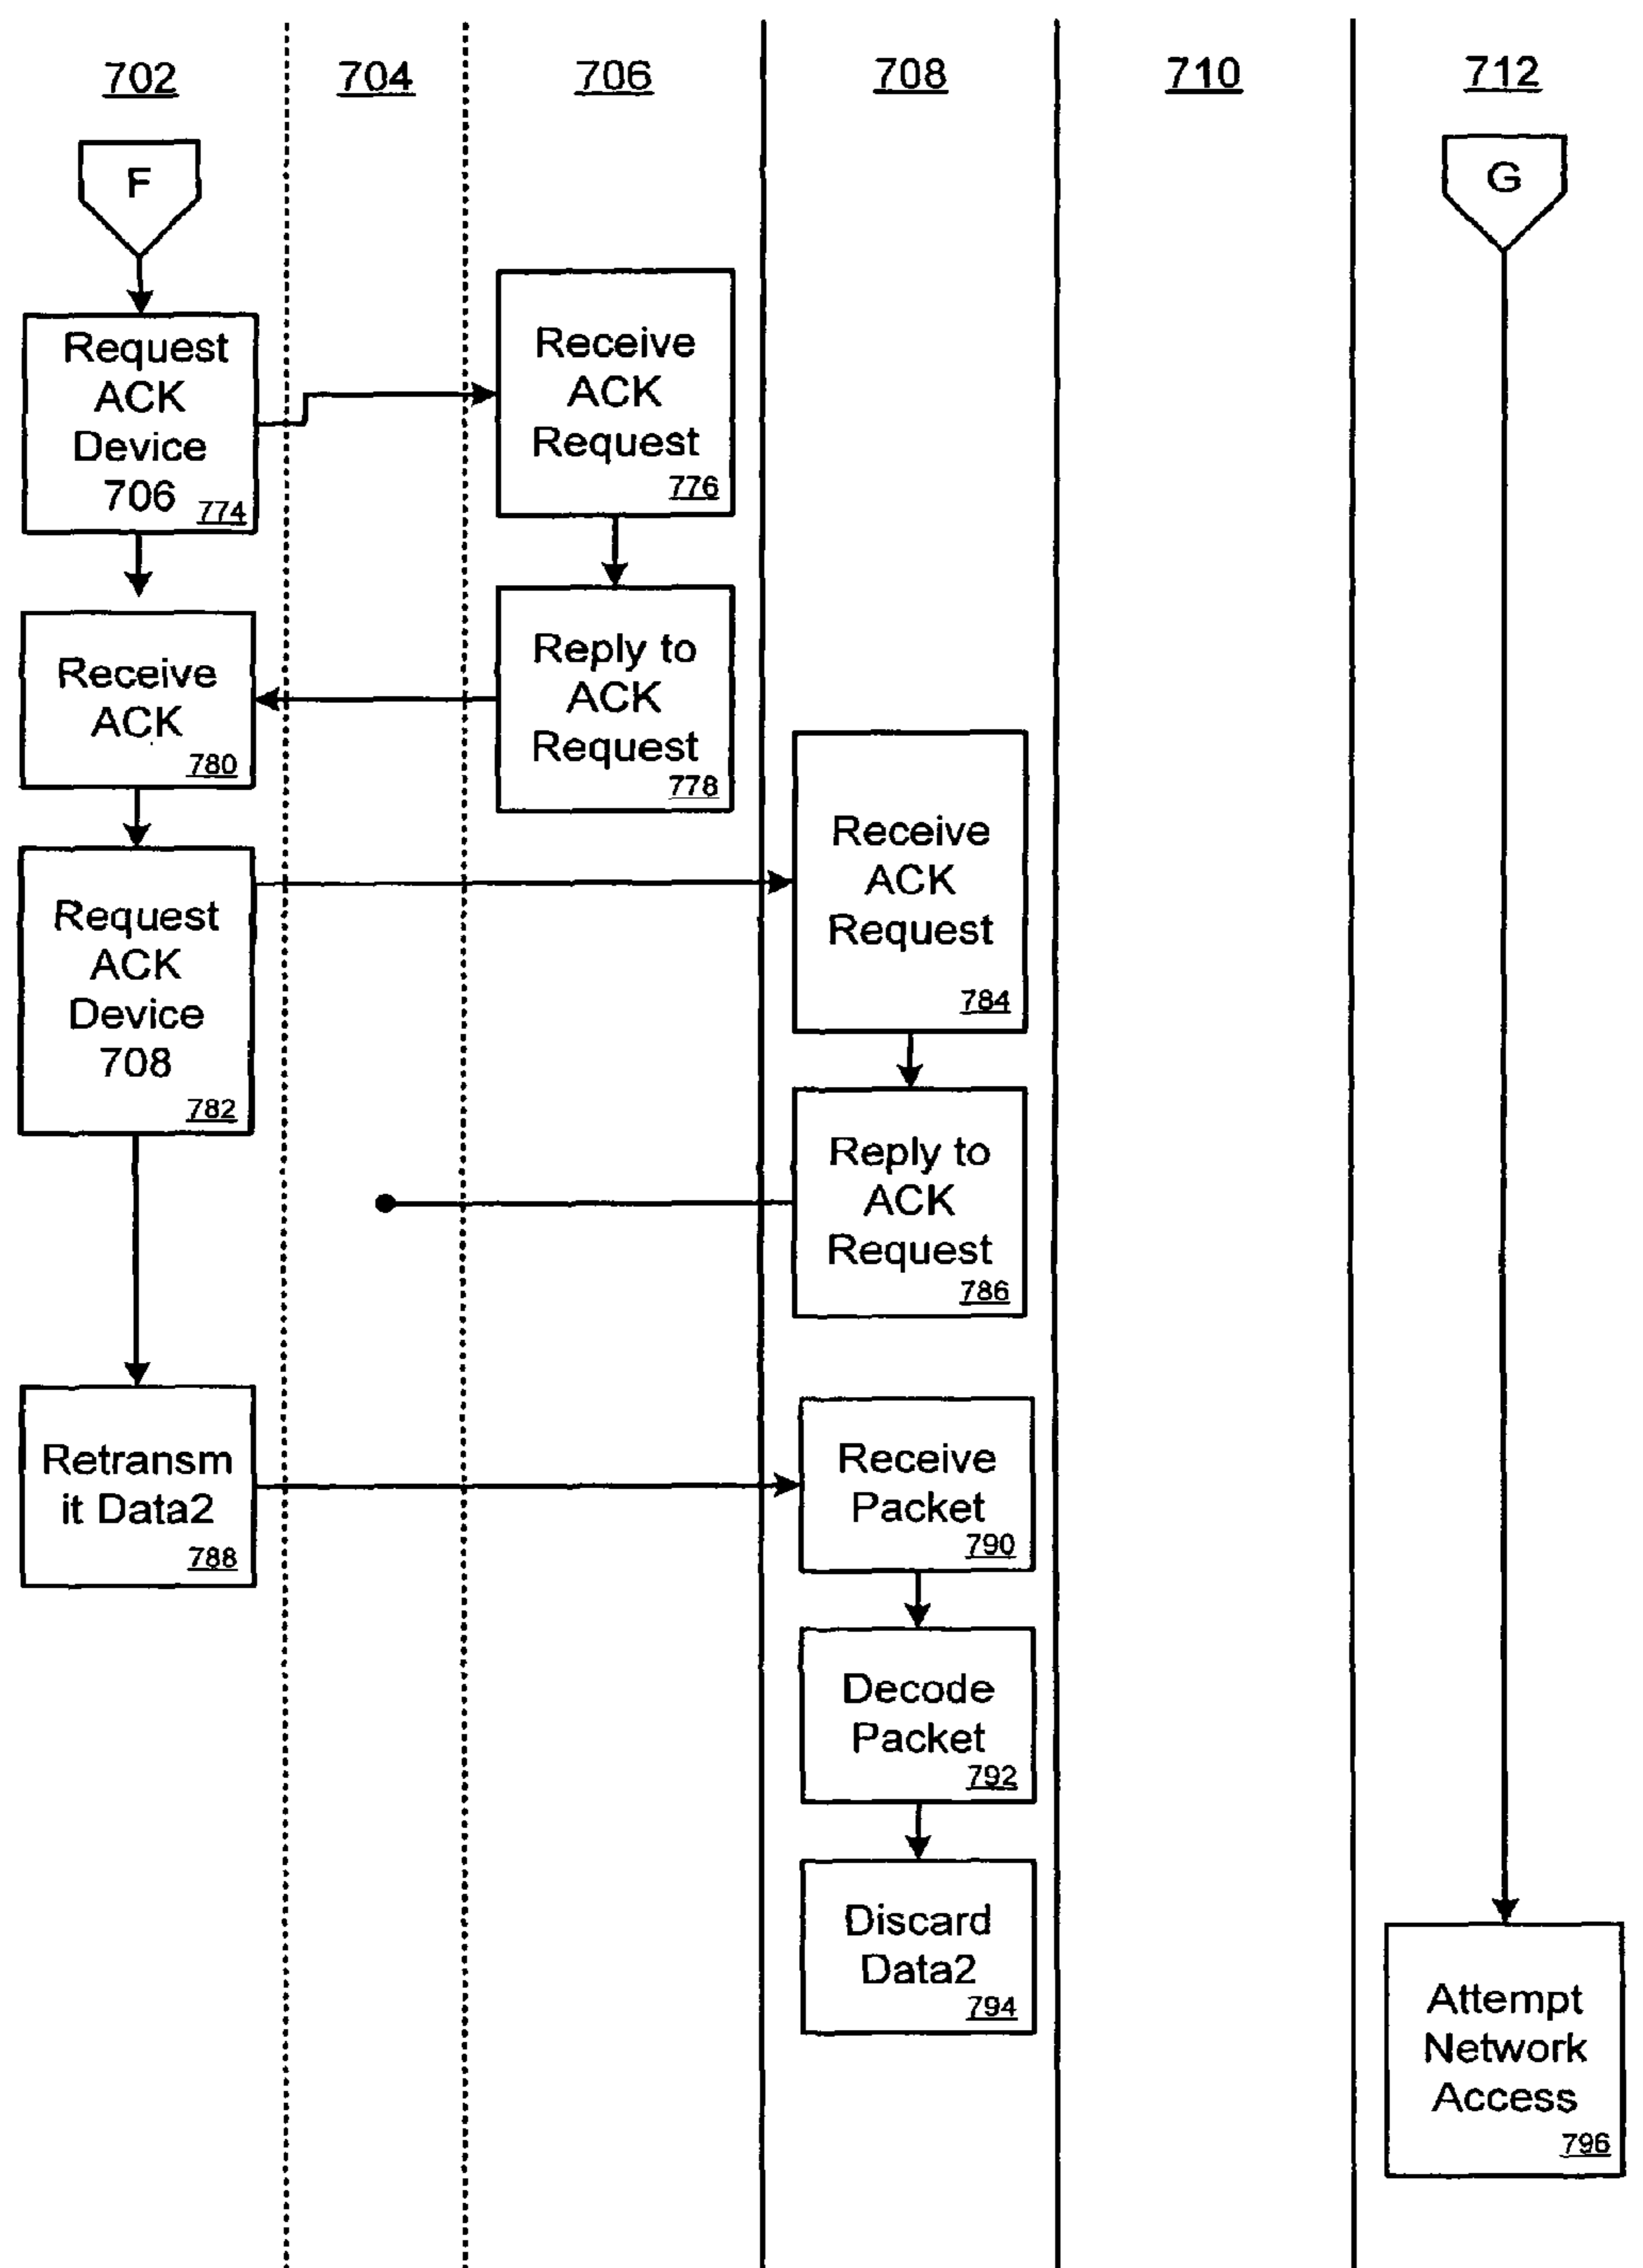 702 704 706 708 710 712
F
G
Request
ACK
Device
706
774
Receive
ACK
Request
776
Receive
ACK
780
Reply to
ACK
Request
778
Request
ACK
Device
708
782
Receive
ACK
Request
784
Reply to
ACK
Request
786
Retransm
it Data2
788
Receive
Packet
790
Decode
Packet
792
Discard
Data2
794
Attempt
Network
Access
796